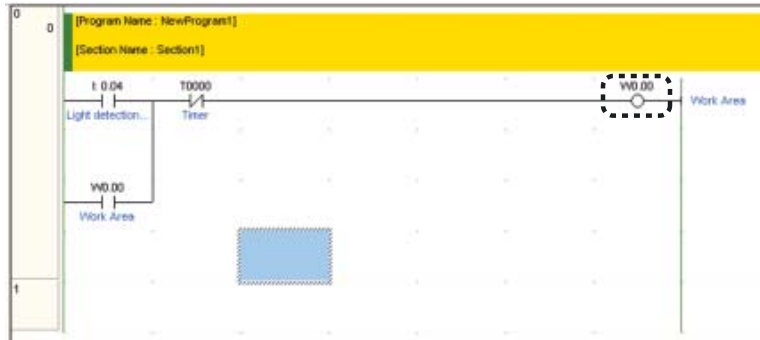 0
0
[Program Name : NewProgram1]
[Section Name : Section1]
I: 0.04
T0000
W0.00
Light detection...
Timer
Work Area
W0.00
Work Area
1